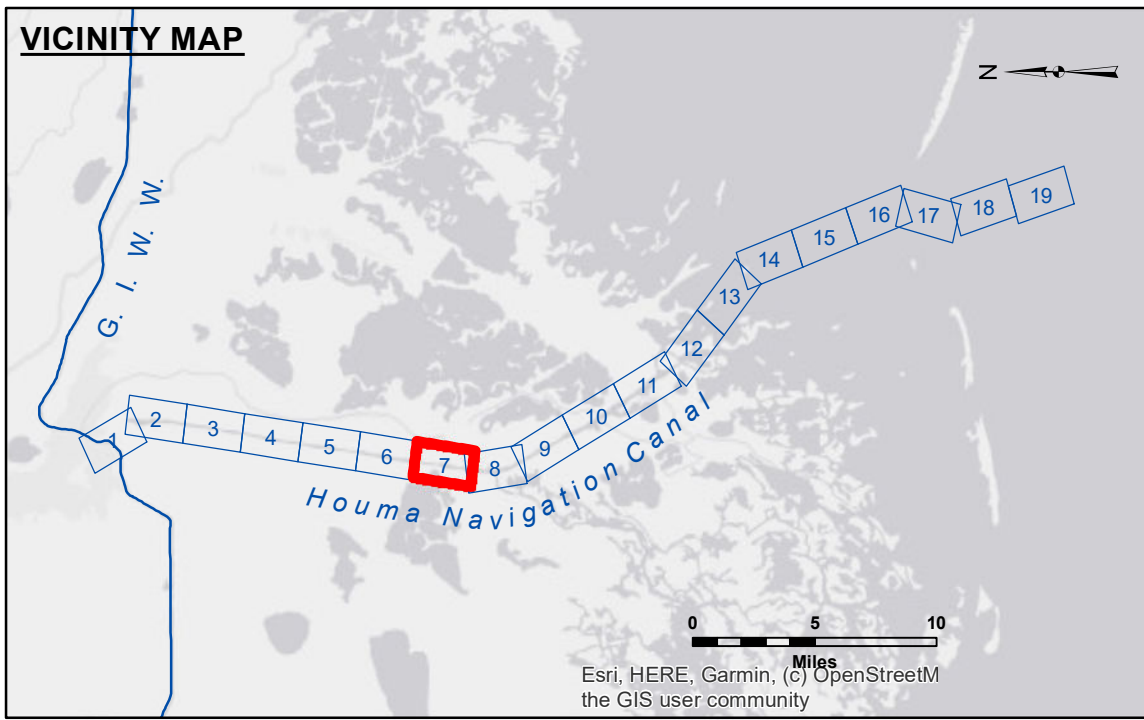 VICINITY MAP
N
G. I. W. W.
1
2
3
4
5
6
7
8
9
10
11
12
13
14
15
16
17
18
19
Houma Navigation Canal
0 5 10
Miles
Esri, HERE, Garmin, (c) OpenStreetM
the GIS user community